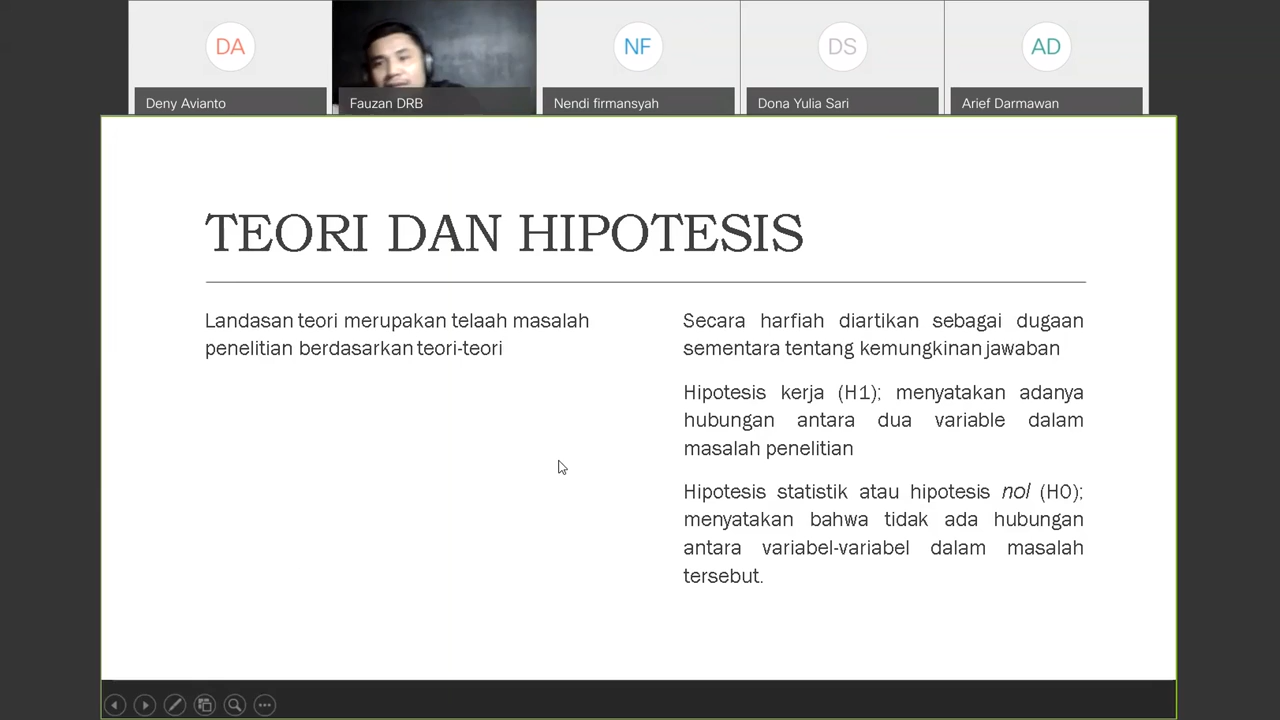 DA
NF
DS
AD
Deny Avianto
Fauzan DRB
Nendi firmansyah
Dona Yulia Sari
Arief Darmawan
TEORI DAN HIPOTESIS
Landasan teori merupakan telaah masalah
penelitian berdasarkan teori-teori
Secara harfiah diartikan sebagai dugaan
sementara tentang kemungkinan jawaban
Hipotesis kerja (H1); menyatakan adanya
hubungan antara dua variable dalam
masalah penelitian
Hipotesis statistik atau hipotesis nol (H0);
menyatakan bahwa tidak ada hubungan
antara variabel-variabel dalam masalah
tersebut.